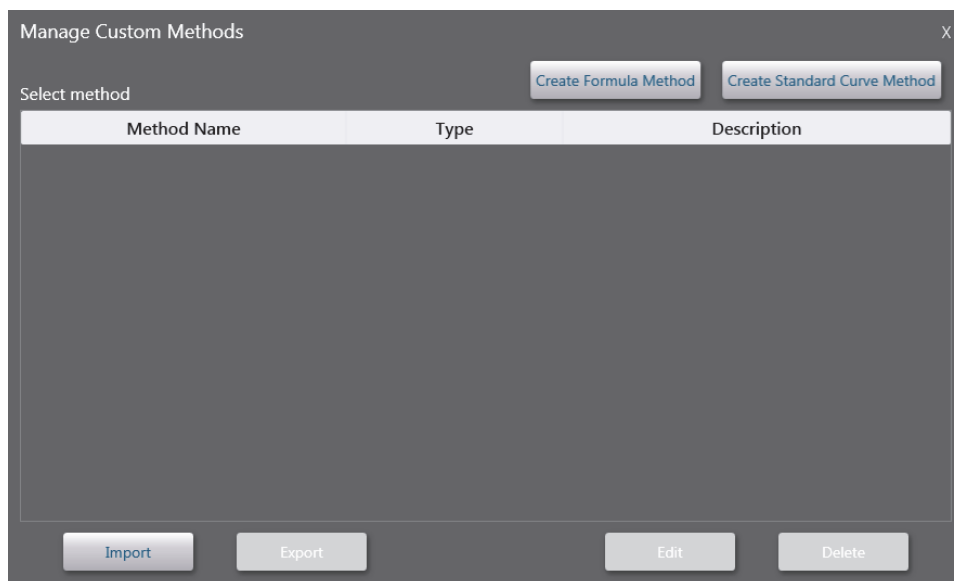 Manage Custom Methods X
Create Formula Method Create Standard Curve Method
Select method
Method Name Type Description
Import Export Edit Delete